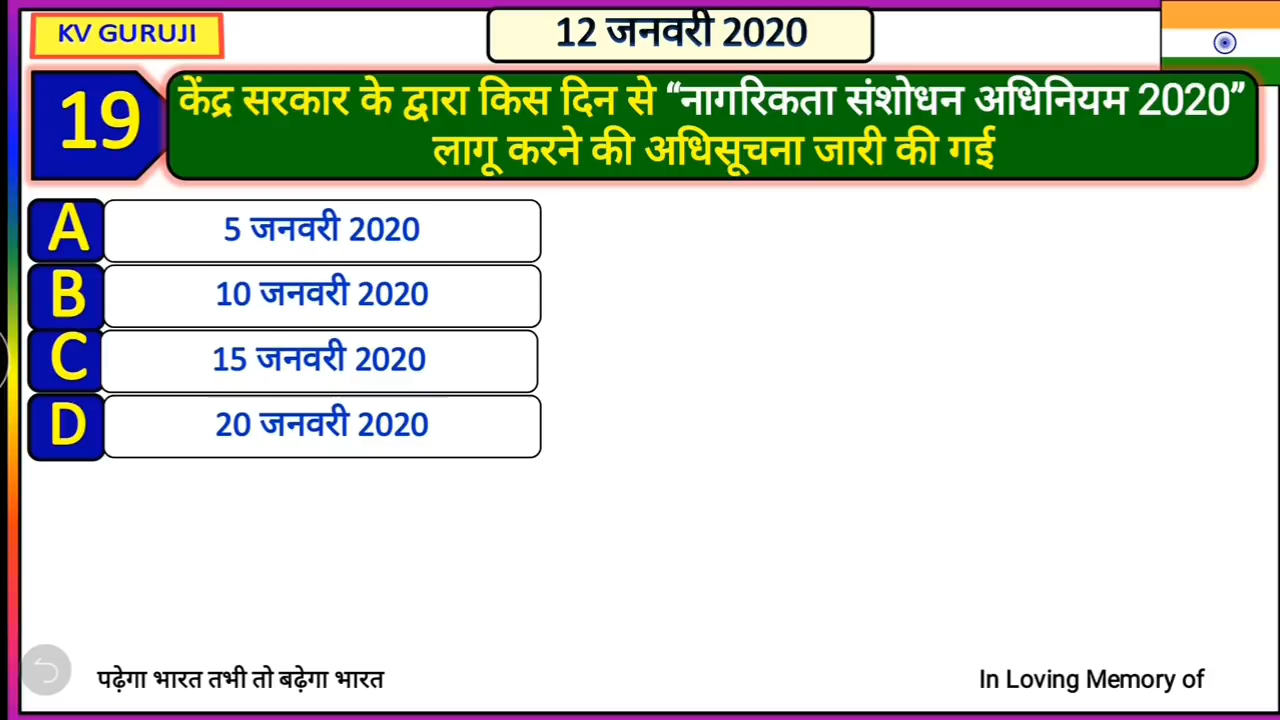 KV GURUJI
12 जनवरी 2020
19
केंद्र सरकार के द्वारा किस दिन से “नागरिकता संशोधन अधिनियम 2020”
लागू करने की अधिसूचना जारी की गई
A 5 जनवरी 2020
B 10 जनवरी 2020
C 15 जनवरी 2020
D 20 जनवरी 2020
पढ़ेगा भारत तभी तो बढ़ेगा भारत
In Loving Memory of